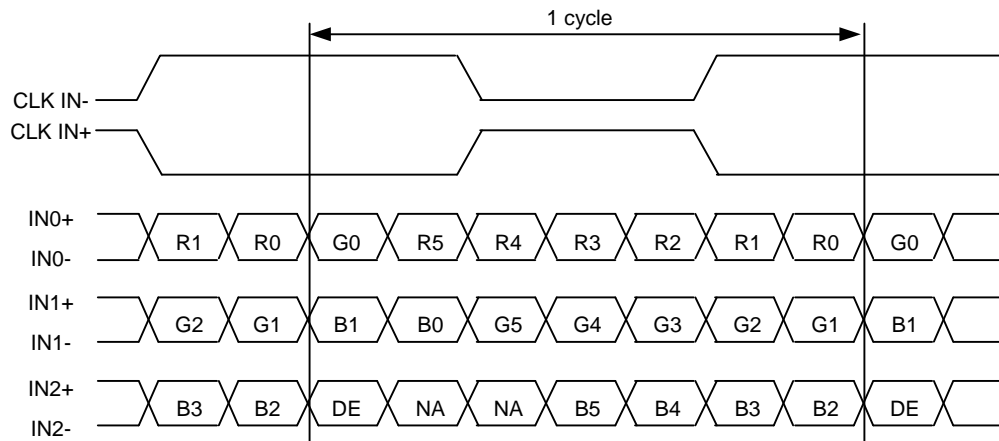 1 cycle
CLK IN-
CLK IN+
IN0+
R1 R0 G0 R5 R4 R3 R2 R1 R0 G0
IN0-
IN1+
G2 G1 B1 B0 G5 G4 G3 G2 G1 B1
IN1-
IN2+
B3 B2 DE NA NA B5 B4 B3 B2 DE
IN2-